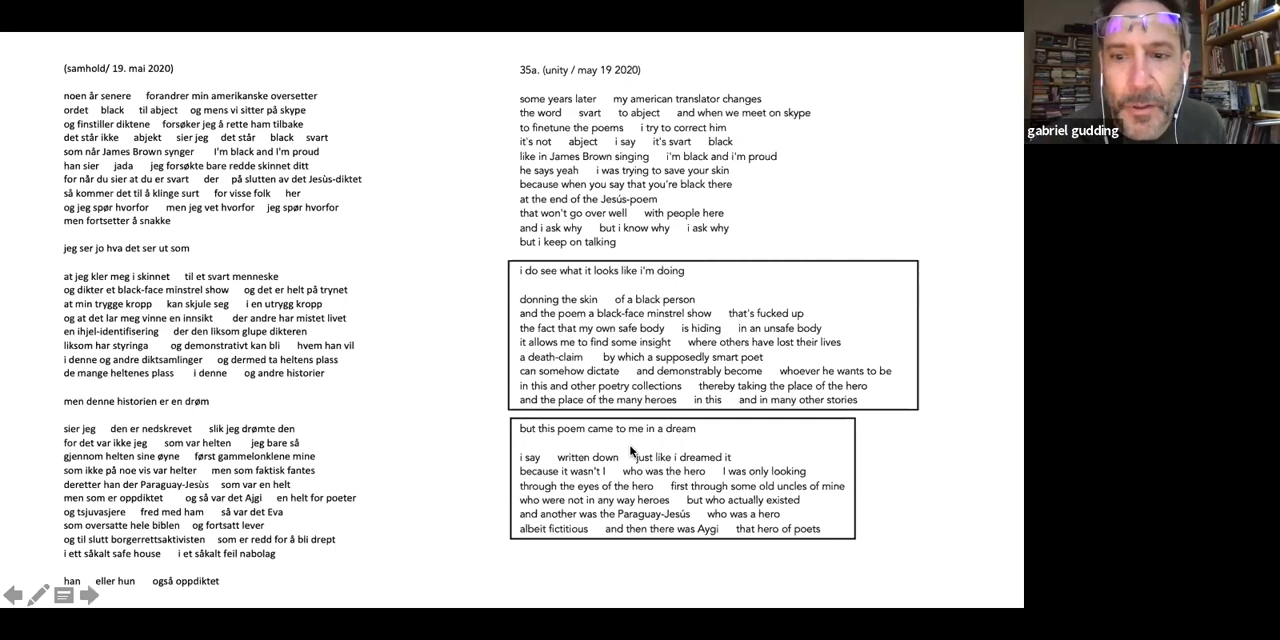 (samhold/ 19. mai 2020)
noen år senere forandrer min amerikanske oversetter
ordet black til abject og mens vi sitter på skype
og finstiller diktene forsøker jeg å rette ham tilbake
det står ikke abjekt sier jeg det står black svart
som når James Brown synger I'm black and I'm proud
han sier jada jeg forsøkte bare redde skinnet ditt
for når du sier at du er svart der på slutten av det Jesùs-diktet
så kommer det til å klinge surt for visse folk her
og jeg spør hvorfor men jeg vet hvorfor jeg spør hvorfor
men fortsetter å snakke
jeg ser jo hva det ser ut som
at jeg kler meg i skinnet til et svart menneske
og dikter et black-face minstrel show og det er helt på trynet
at min trygge kropp kan skjule seg i en utrygg kropp
og at det lar meg vinne en innsikt der andre har mistet livet
en ihjel-identifisering der den liksom glupe dikteren
liksom har styringa og demonstrativt kan bli hvem han vil
i denne og andre diktsamlinger og dermed ta heltens plass
de mange heltenes plass i denne og andre historier
men denne historien er en drøm
sier jeg den er nedskrevet slik jeg drømte den
for det var ikke jeg som var helten jeg bare så
gjennom helten sine øyne først gammelonklene mine
som ikke på noe vis var helter men som faktisk fantes
deretter han der Paraguay-Jesùs som var en helt
men som er oppdiktet og så var det Ajgi en helt for poeter
og tsjuvasjere fred med ham så var det Eva
som oversatte hele biblen og fortsatt lever
og til slutt borgerrettsaktivisten som er redd for å bli drept
i ett såkalt safe house i et såkalt feil nabolag
han eller hun også oppdiktet
35a. (unity / may 19 2020)
some years later my american translator changes
the word svart to abject and when we meet on skype
to finetune the poems i try to correct him
it's not abject i say it's svart black
like in James Brown singing i'm black and i'm proud
he says yeah i was trying to save your skin
because when you say that you're black there
at the end of the Jesús-poem
that won't go over well with people here
and i ask why but i know why i ask why
but i keep on talking
i do see what it looks like i'm doing
donning the skin of a black person
and the poem a black-face minstrel show that's fucked up
the fact that my own safe body is hiding in an unsafe body
it allows me to find some insight where others have lost their lives
a death-claim by which a supposedly smart poet
can somehow dictate and demonstrably become whoever he wants to be
in this and other poetry collections thereby taking the place of the hero
and the place of the many heroes in this and in many other stories
but this poem came to me in a dream
i say written down just like i dreamed it
because it wasn't I who was the hero I was only looking
through the eyes of the hero first through some old uncles of mine
who were not in any way heroes but who actually existed
and another was the Paraguay-Jesús who was a hero
albeit fictitious and then there was Aygi that hero of poets
gabriel gudding